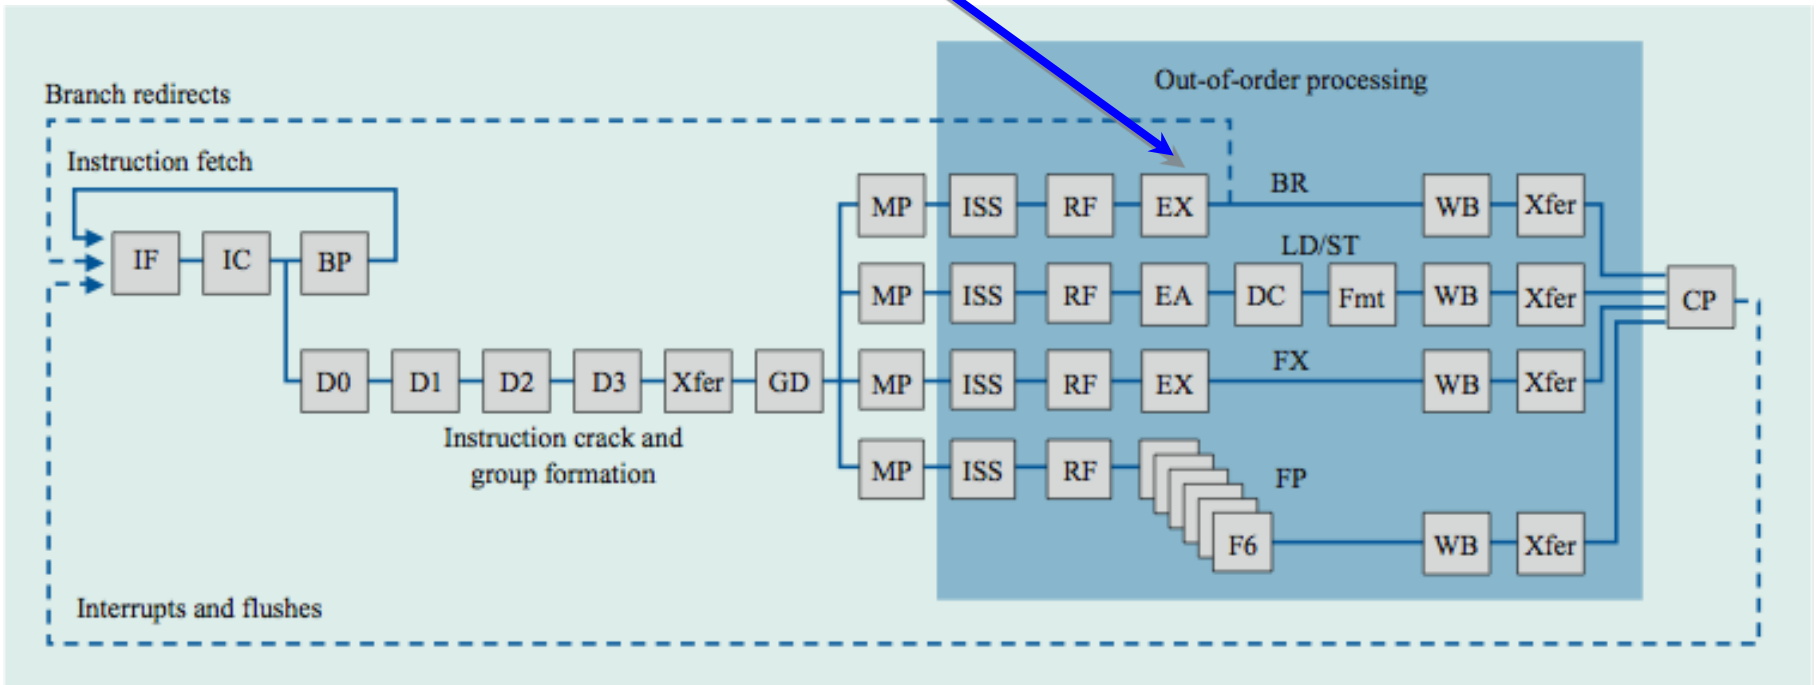 Out-of-order processing
Branch redirects
Instruction fetch
BR
MP ISS RF EX WB Xfer
LD/ST
IF IC BP
MP ISS RF EA DC Fmt WB Xfer
CP
FX
D0 D1 D2 D3 Xfer GD MP ISS RF EX WB Xfer
Instruction crack and
group formation
MP ISS RF FP
F6 WB Xfer
Interrupts and flushes